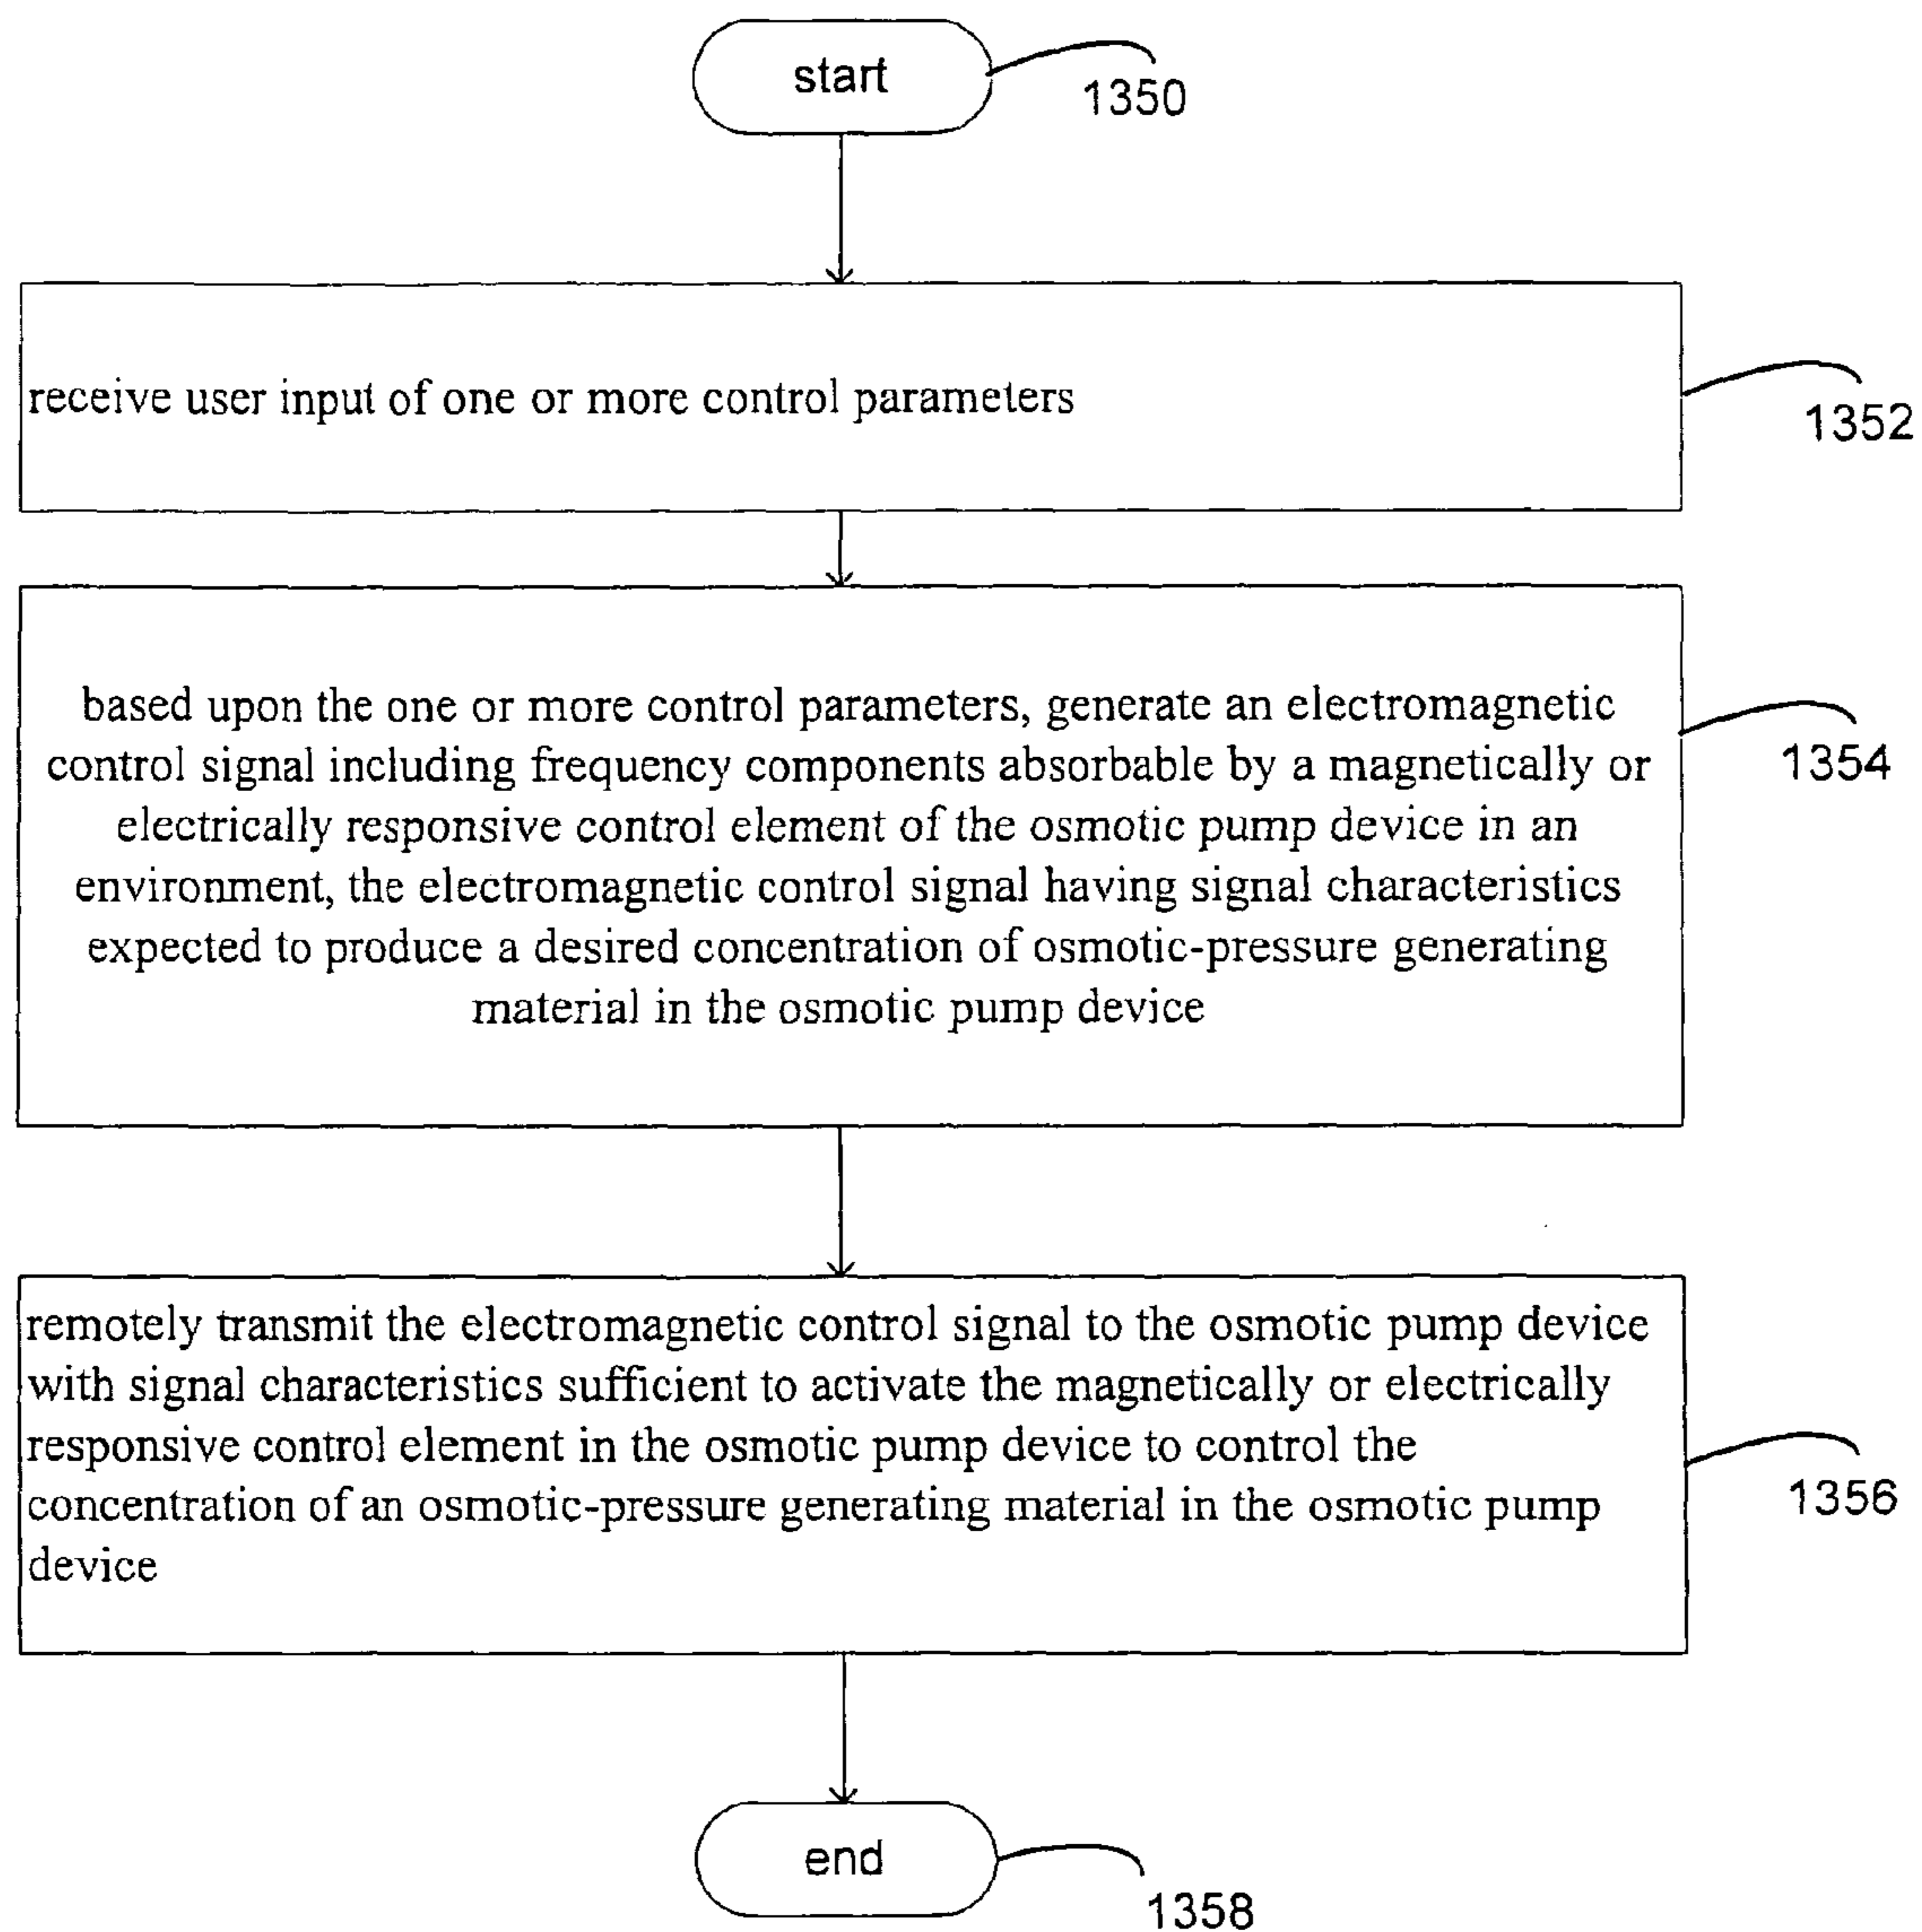 start
1350
receive user input of one or more control parameters
1352
based upon the one or more control parameters, generate an electromagnetic
control signal including frequency components absorbable by a magnetically or
electrically responsive control element of the osmotic pump device in an
environment, the electromagnetic control signal having signal characteristics
expected to produce a desired concentration of osmotic-pressure generating
material in the osmotic pump device
1354
remotely transmit the electromagnetic control signal to the osmotic pump device
with signal characteristics sufficient to activate the magnetically or electrically
responsive control element in the osmotic pump device to control the
concentration of an osmotic-pressure generating material in the osmotic pump
device
1356
end
1358